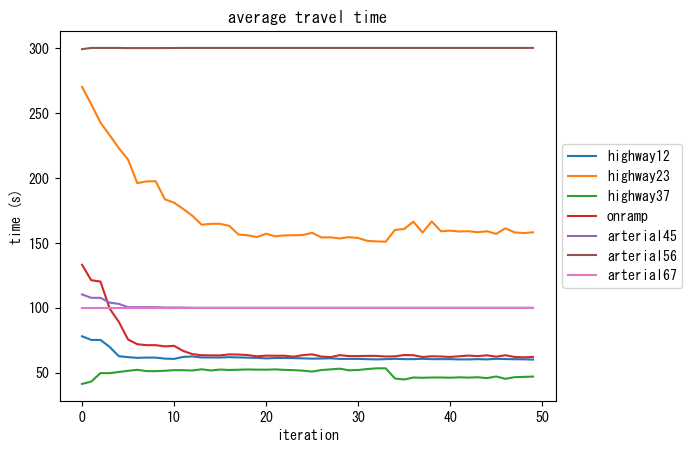 average travel time
time (s)
300
250
200
150
100
50
0
10
20
30
40
50
iteration
highway12
highway23
highway37
onramp
arterial45
arterial56
arterial67